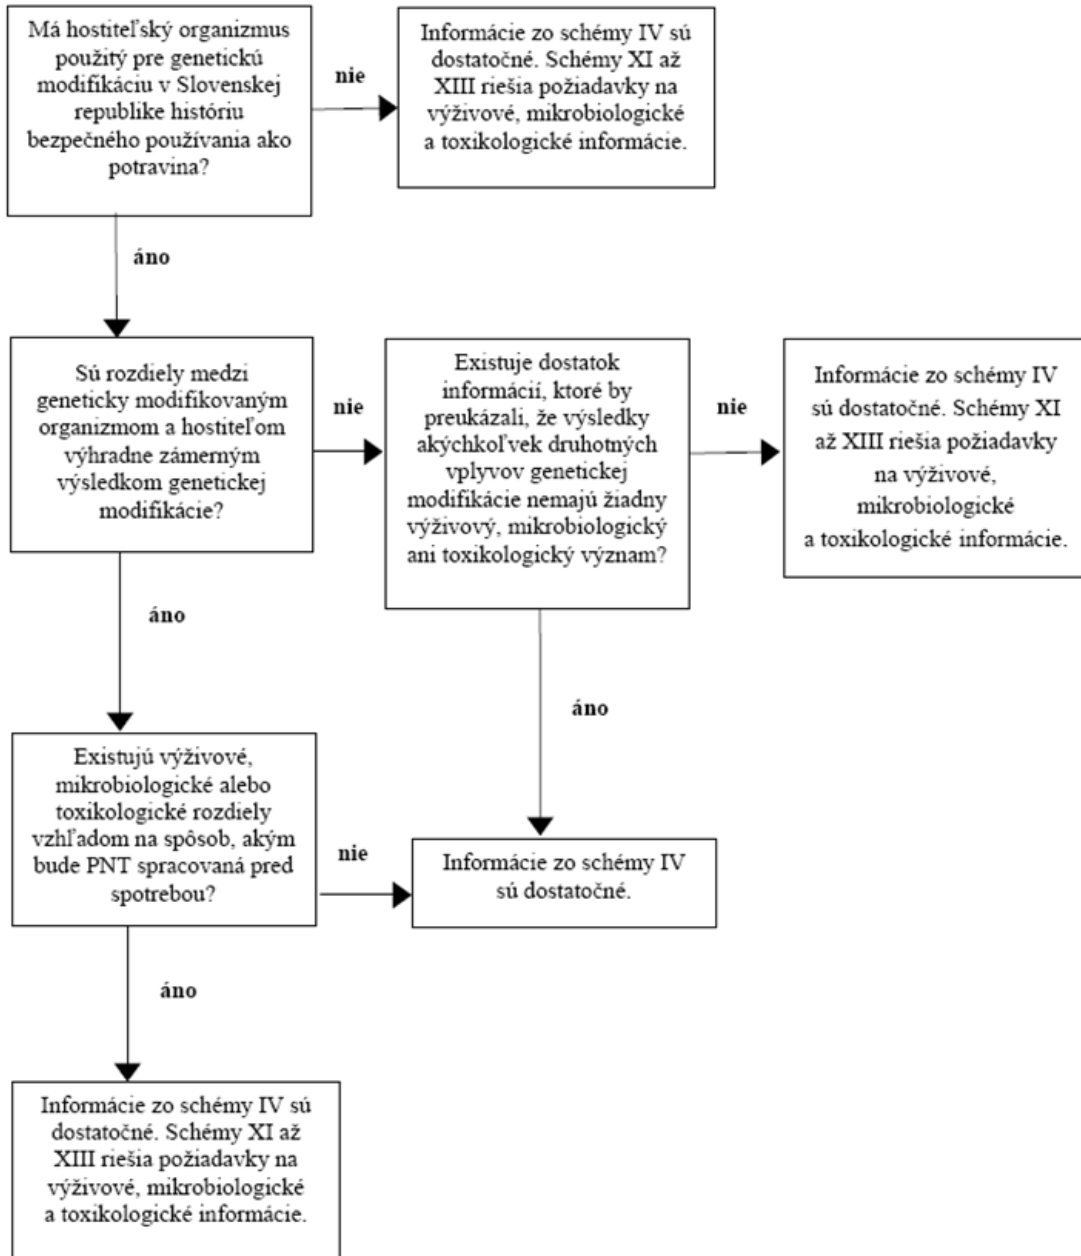 Má hostiteľský organizmus
použitý pre genetickú
modifikáciu v Slovenskej
republike históriu
bezpečného používania ako
potravina?
nie
Informácie zo schémy IV sú
dostatočné. Schémy XI až
XIII riešia požiadavky na
výživové, mikrobiologické
a toxikologické informácie.
áno
Sú rozdiely medzi
geneticky modifikovaným
organizmom a hostiteľom
výhradne zámerným
výsledkom genetickej
modifikácie?
nie
Existuje dostatok
informácií, ktoré by
preukázali, že výsledky
akýchkoľvek druhotných
vplyvov genetickej
modifikácie nemajú žiadny
výživový, mikrobiologický
ani toxikologický význam?
nie
Informácie zo schémy IV
sú dostatočné. Schémy XI
až XIII riešia požiadavky
na výživové,
mikrobiologické
a toxikologické informácie.
áno
áno
Existujú výživové,
mikrobiologické alebo
toxikologické rozdiely
vzhľadom na spôsob, akým
bude PNT spracovaná pred
spotrebou?
nie
Informácie zo schémy IV
sú dostatočné.
áno
Informácie zo schémy IV sú
dostatočné. Schémy XI až
XIII riešia požiadavky na
výživové, mikrobiologické
a toxikologické informácie.